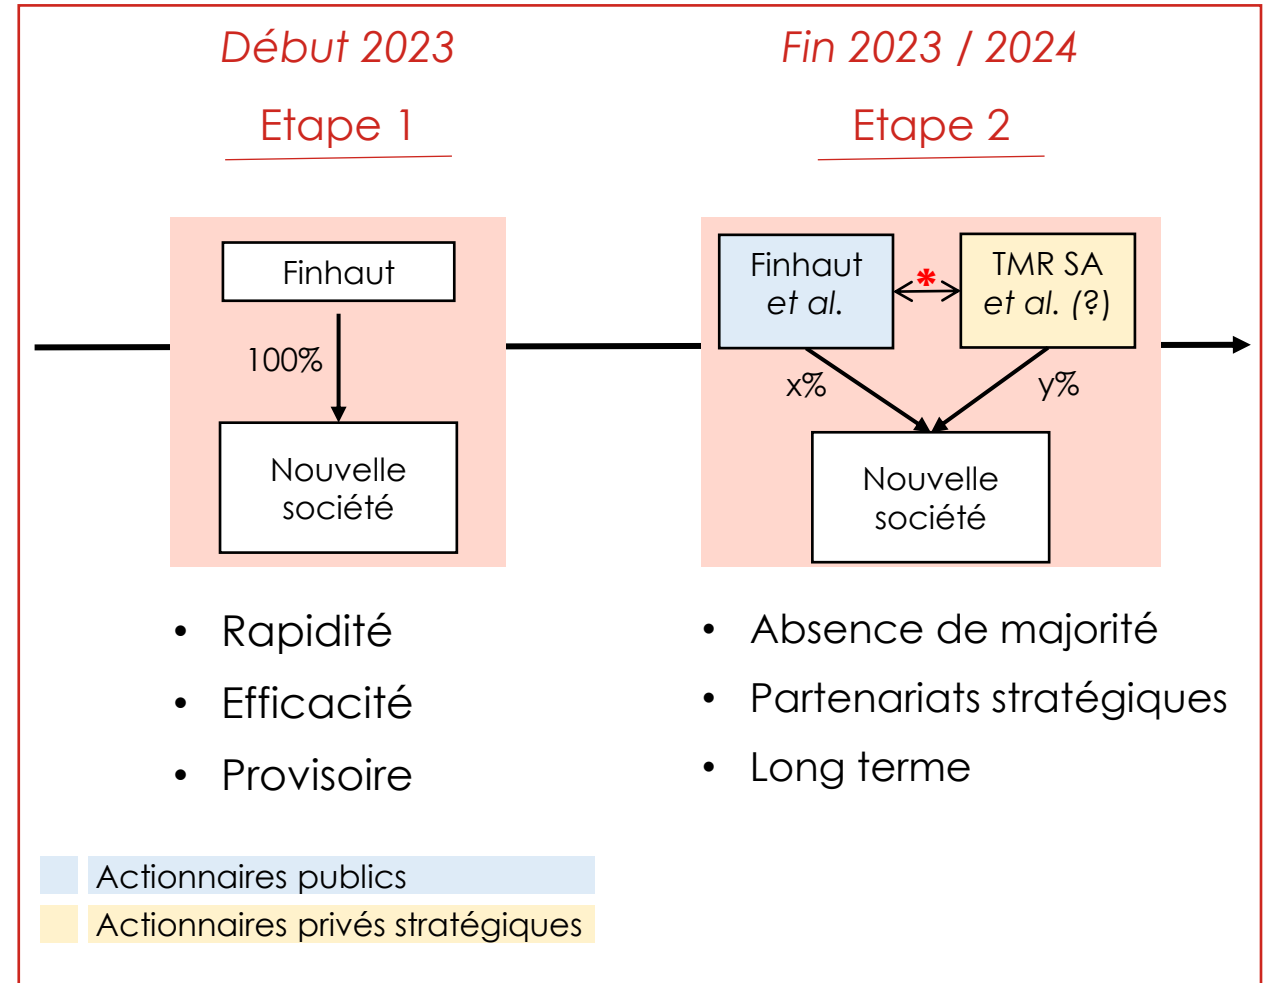 Début 2023
Etape 1
Finhaut
100%
Nouvelle
société
• Rapidité
• Efficacité
• Provisoire
Fin 2023 / 2024
Etape 2
Finhaut
et al.
*
TMR SA
et al. (?)
x%
y%
Nouvelle
société
• Absence de majorité
• Partenariats stratégiques
• Long terme
Actionnaires publics
Actionnaires privés stratégiques